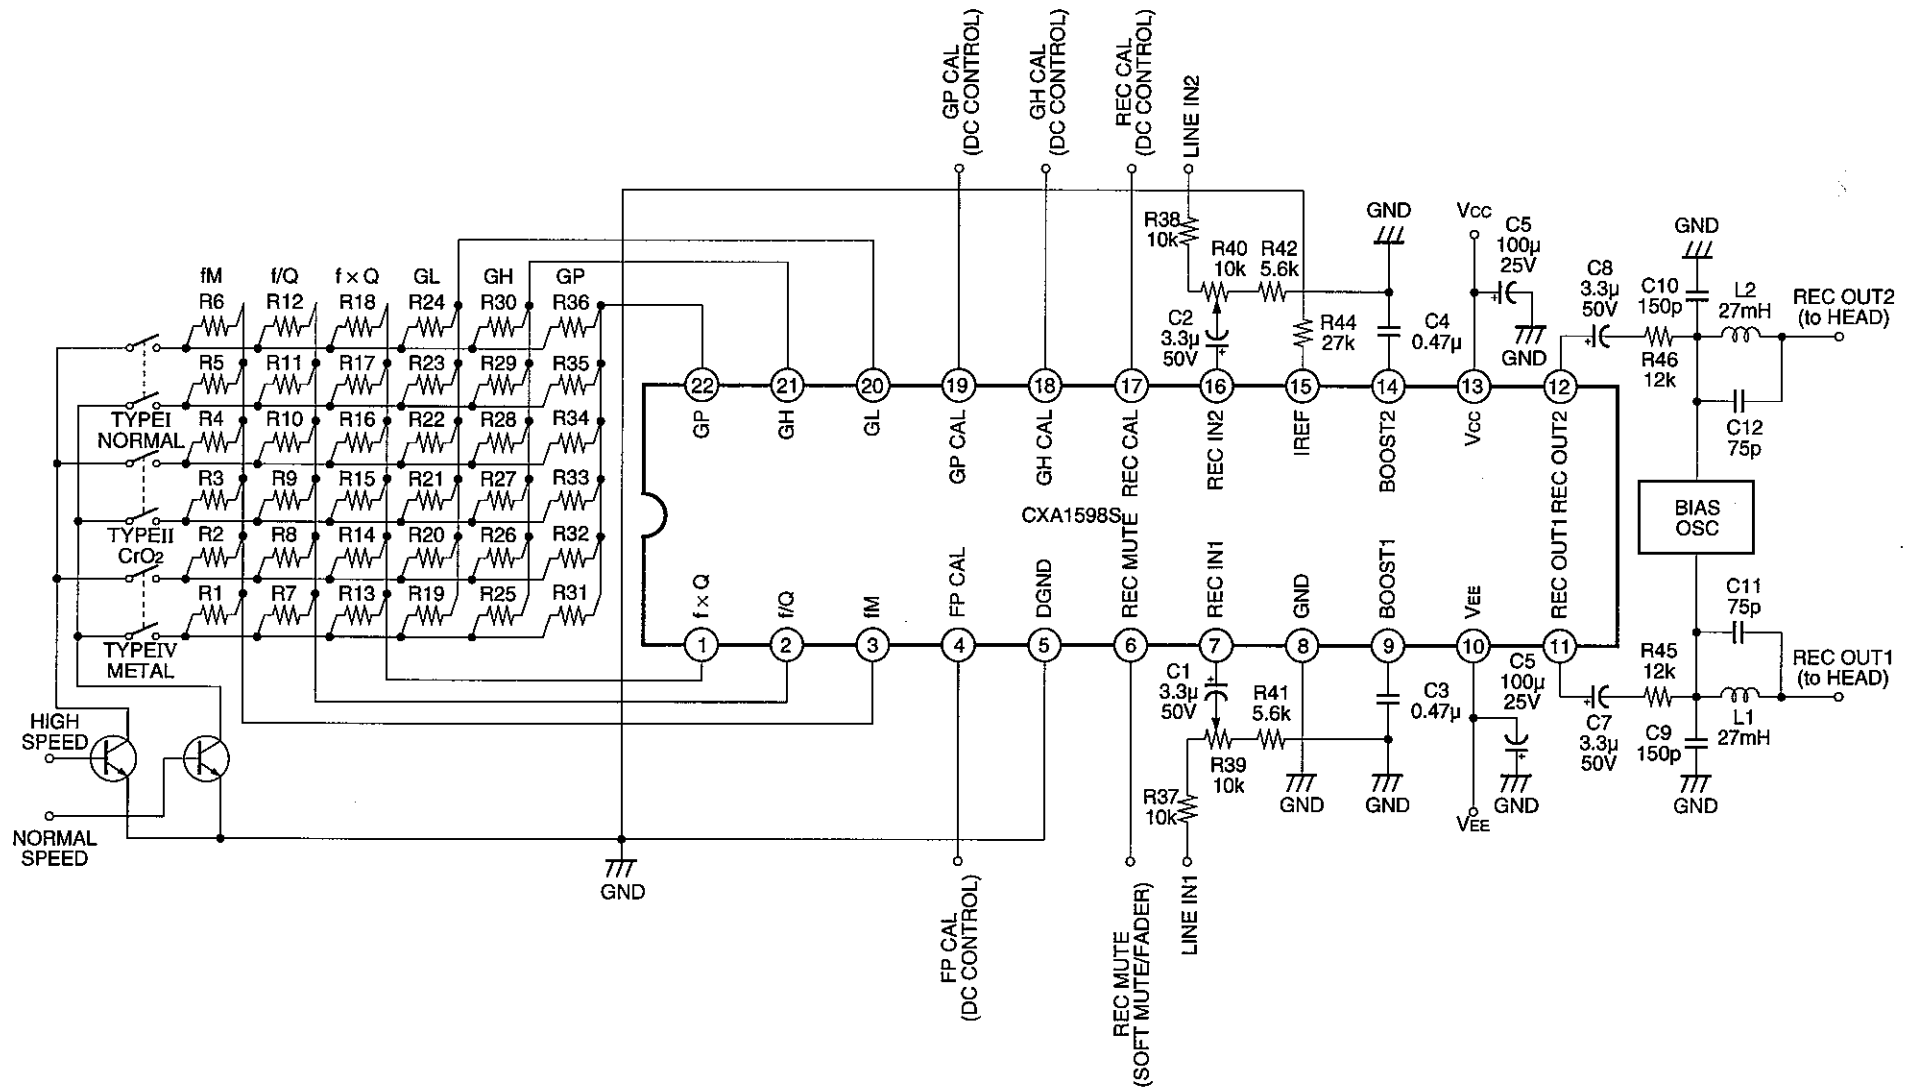 GP CAL
(DC CONTROL)
GH CAL
(DC CONTROL)
REC CAL
(DC CONTROL)
LINE IN2
fM
f/Q
f × Q
GL
GH
GP
R6
R12
R18
R24
R30
R36
R5
R11
R17
R23
R29
R35
TYPEI
NORMAL
R4
R10
R16
R22
R28
R34
R3
R9
R15
R21
R27
R33
TYPEII
CrO2
R2
R8
R14
R20
R26
R32
R1
R7
R13
R19
R25
R31
TYPEIV
METAL
HIGH
SPEED
NORMAL
SPEED
GND
R38
10k
R40
10k
R42
5.6k
C2
3.3µ
50V
R44
27k
GND
C4
0.47µ
VCC
C5
100µ
25V
GND
C8
3.3µ
50V
C10
150p
GND
L2
27mH
REC OUT2
(to HEAD)
R46
12k
C12
75p
22
21
20
19
18
17
16
15
14
13
12
GP
GH
GL
GP CAL
GH CAL
REC CAL
REC IN2
IREF
BOOST2
VCC
REC OUT2
CXA1598S
f × Q
f/Q
fM
FP CAL
DGND
REC MUTE
REC IN1
GND
BOOST1
VEE
REC OUT1
1
2
3
4
5
6
7
8
9
10
11
BIAS
OSC
C11
75p
R45
12k
REC OUT1
(to HEAD)
L1
27mH
C7
3.3µ
50V
C9
150p
GND
C1
3.3µ
50V
R41
5.6k
R39
10k
R37
10k
C3
0.47µ
C5
100µ
25V
GND
GND
GND
VEE
LINE IN1
FP CAL
(DC CONTROL)
REC MUTE
(SOFT MUTE/FADER)